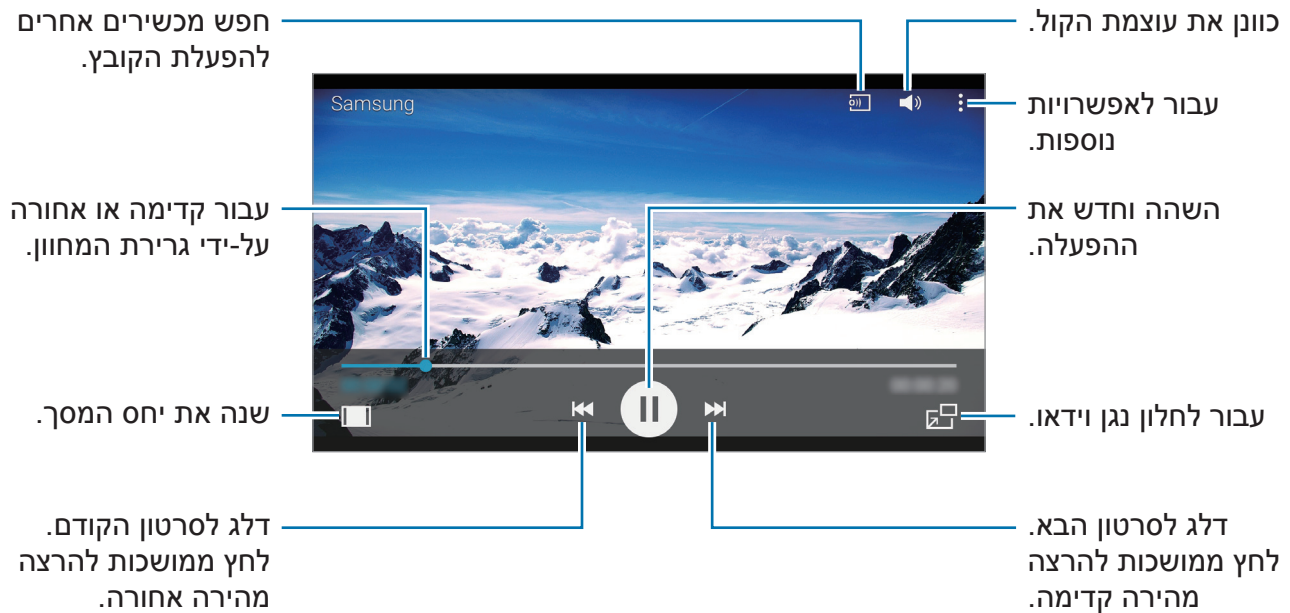 כוונן את עוצמת הקול.
חפש מכשירים אחרים
להפעלת הקובץ.
Samsung
עבור לאפשרויות
נוספות.
השהה וחדש את
ההפעלה.
עבור קדימה או אחורה
על-ידי גרירת המחוון.
עבור לחלון נגן וידאו.
שנה את יחס המסך.
דלג לסרטון הבא.
לחץ ממושכות להרצה
מהירה קדימה.
דלג לסרטון הקודם.
לחץ ממושכות להרצה
מהירה אחורה.